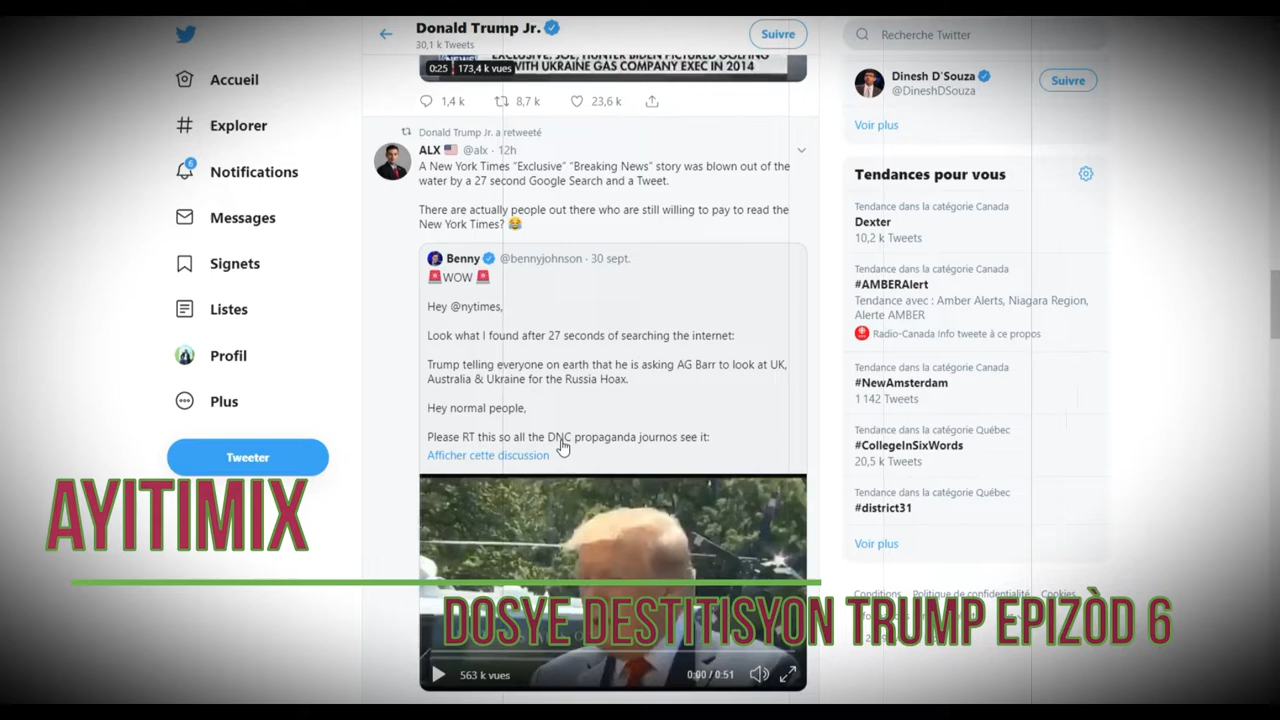 Accueil
Explorer
6
Notifications
Messages
Signets
Listes
Profil
Plus
Tweeter
Donald Trump Jr.
30,1 k Tweets
Suivre
EXCLUSIVE: JOE, HUNTER BIDEN PICTURED GOLFING
WITH UKRAINE GAS COMPANY EXEC IN 2014
0:25 173,4 k vues
1,4 k 8,7 k 23,6 k
Donald Trump Jr. a retweeté
ALX 🇺🇸 @alx · 12h
A New York Times "Exclusive" "Breaking News" story was blown out of the
water by a 27 second Google Search and a Tweet.
There are actually people out there who are still willing to pay to read the
New York Times? 😂
Benny @bennyjohnson · 30 sept.
🚨WOW 🚨
Hey @nytimes,
Look what I found after 27 seconds of searching the internet:
Trump telling everyone on earth that he is asking AG Barr to look at UK,
Australia & Ukraine for the Russia Hoax.
Hey normal people,
Please RT this so all the DNC propaganda journos see it:
Afficher cette discussion
563 k vues
0:00 / 0:51
Recherche Twitter
Dinesh D'Souza
@DineshDSouza
Suivre
Voir plus
Tendances pour vous
Tendance dans la catégorie Canada
Dexter
10,2 k Tweets
Tendance dans la catégorie Canada
#AMBERAlert
Tendance avec : Amber Alerts, Niagara Region,
Alerte AMBER
Radio-Canada Info tweete à ce propos
Tendance dans la catégorie Canada
#NewAmsterdam
1 142 Tweets
Tendance dans la catégorie Québec
#CollegeInSixWords
20,5 k Tweets
Tendance dans la catégorie Québec
#district31
Voir plus
Conditions Politique de confidentialité Cookies
AYITIMIX
DOSYE DESTITISYON TRUMP EPIZÒD 6